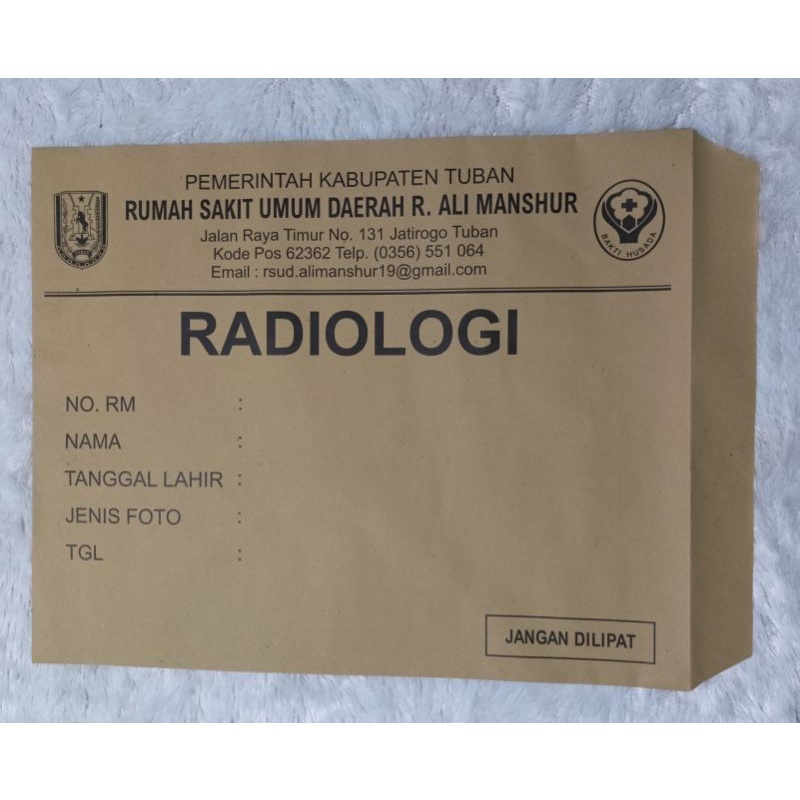 PEMERINTAH KABUPATEN TUBAN
RUMAH SAKIT UMUM DAERAH R. ALI MANSHUR
Jalan Raya Timur No. 131 Jatirogo Tuban
Kode Pos 62362 Telp. (0356) 551 064
Email : rsud.alimanshur19@gmail.com
BAKTI HUSADA
RADIOLOGI
NO. RM :
NAMA :
TANGGAL LAHIR :
JENIS FOTO :
TGL :
JANGAN DILIPAT